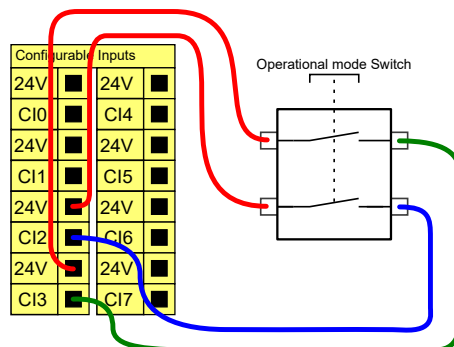 Configurable Inputs
Operational mode Switch
24V 24V
CI0 CI4
24V 24V
CI1 CI5
24V 24V
CI2 CI6
24V 24V
CI3 CI7